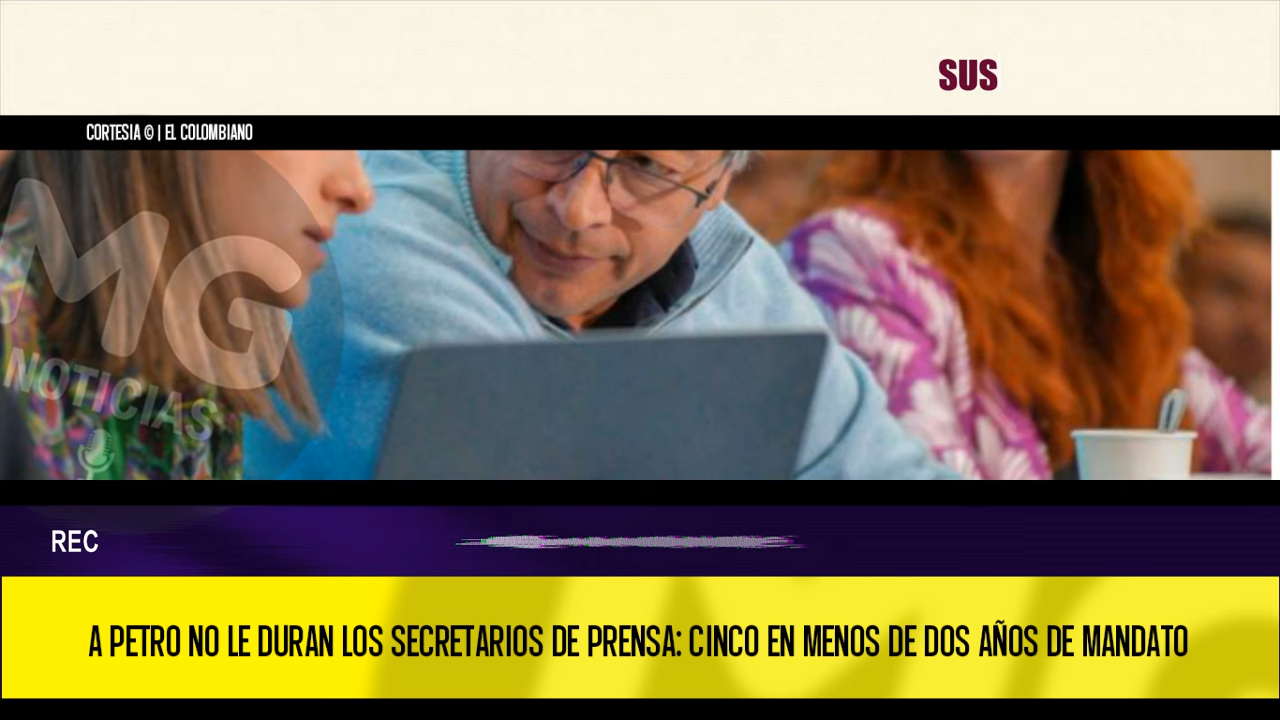 SUS
CORTESIA © | EL COLOMBIANO
MG
NOTICIAS
REC
A PETRO NO LE DURAN LOS SECRETARIOS DE PRENSA: CINCO EN MENOS DE DOS AÑOS DE MANDATO